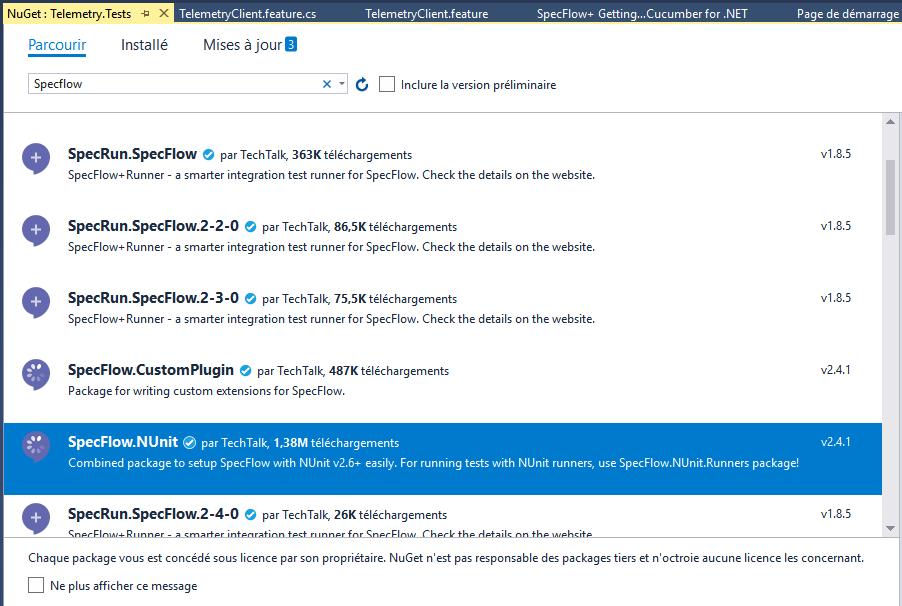 NuGet : Telemetry.Tests TelemetryClient.feature.cs TelemetryClient.feature SpecFlow+ Getting...Cucumber for .NET Page de démarrage
Parcourir Installé Mises à jour 3
Specflow Inclure la version préliminaire
SpecRun.SpecFlow par TechTalk, 363K téléchargements v1.8.5
SpecFlow+Runner - a smarter integration test runner for SpecFlow. Check the details on the website.
SpecRun.SpecFlow.2-2-0 par TechTalk, 86,5K téléchargements v1.8.5
SpecFlow+Runner - a smarter integration test runner for SpecFlow. Check the details on the website.
SpecRun.SpecFlow.2-3-0 par TechTalk, 75,5K téléchargements v1.8.5
SpecFlow+Runner - a smarter integration test runner for SpecFlow. Check the details on the website.
SpecFlow.CustomPlugin par TechTalk, 487K téléchargements v2.4.1
Package for writing custom extensions for SpecFlow.
SpecFlow.NUnit par TechTalk, 1,38M téléchargements v2.4.1
Combined package to setup SpecFlow with NUnit v2.6+ easily. For running tests with NUnit runners, use SpecFlow.NUnit.Runners package!
SpecRun.SpecFlow.2-4-0 par TechTalk, 26K téléchargements v1.8.5
SpecFlow+Runner - a smarter integration test runner for SpecFlow. Check the details on the website.
Chaque package vous est concédé sous licence par son propriétaire. NuGet n'est pas responsable des packages tiers et n'octroie aucune licence les concernant.
Ne plus afficher ce message